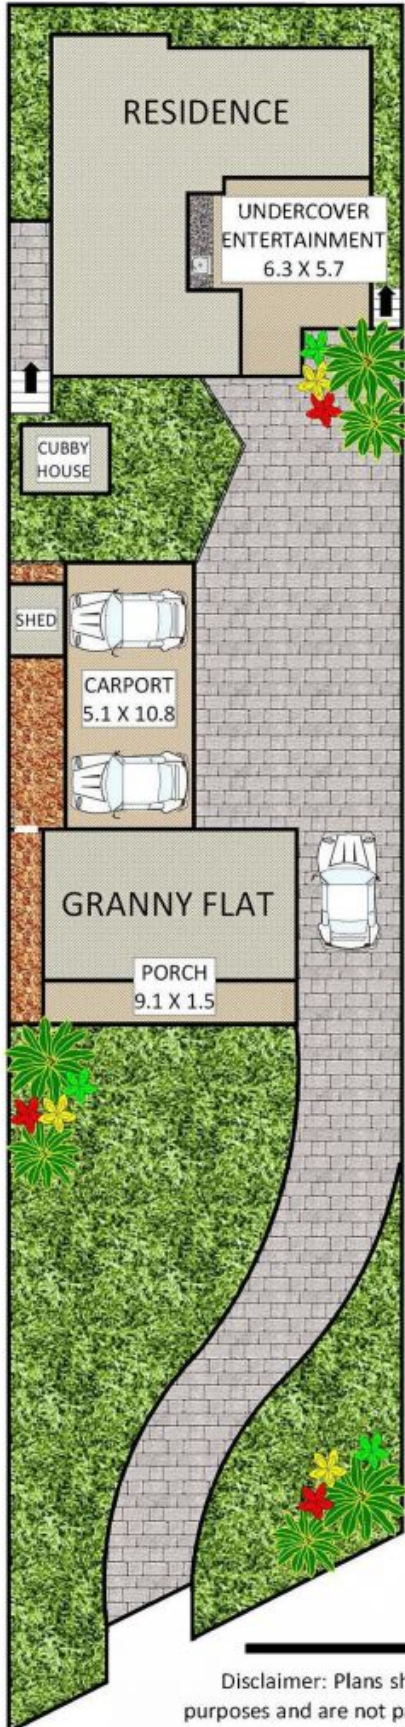 RESIDENCE
UNDERCOVER
ENTERTAINMENT
6.3 X 5.7
CUBBY
HOUSE
SHED
CARPORT
5.1 X 10.8
GRANNY FLAT
PORCH
9.1 X 1.5
Disclaimer: Plans
purposes and are not